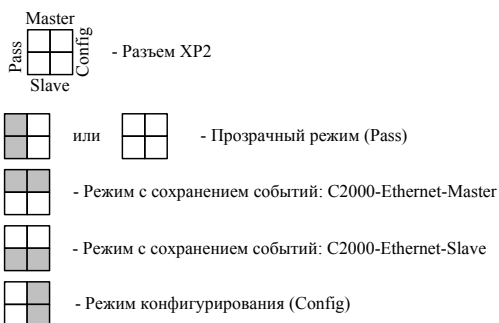 Master
Pass
Config
- Разъем XP2
Slave
или
- Прозрачный режим (Pass)
- Режим с сохранением событий: С2000-Ethernet-Master
- Режим с сохранением событий: С2000-Ethernet-Slave
- Режим конфигурирования (Config)